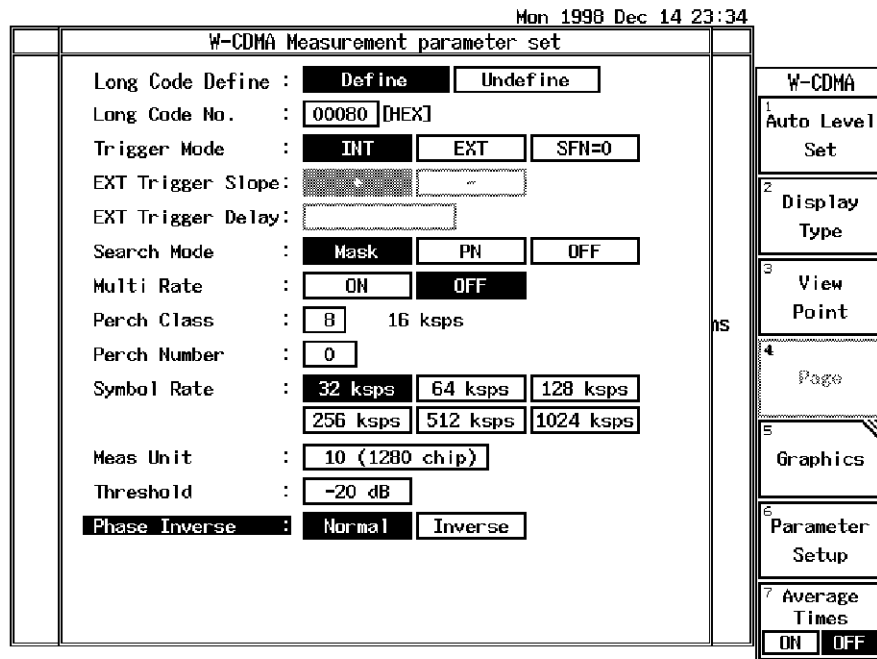 Mon 1998 Dec 14 23:34
W-CDMA Measurement parameter set
Long Code Define : Define Undefine
Long Code No. : 00080 [HEX]
Trigger Mode : INT EXT SFN=0
EXT Trigger Slope: + -
EXT Trigger Delay:
Search Mode : Mask PN OFF
Multi Rate : ON OFF
Perch Class : 8 16 ksps
Perch Number : 0
Symbol Rate : 32 ksps 64 ksps 128 ksps
256 ksps 512 ksps 1024 ksps
Meas Unit : 10 (1280 chip)
Threshold : -20 dB
Phase Inverse : Normal Inverse
ms
W-CDMA
1
Auto Level
Set
2
Display
Type
3
View
Point
4
Page
5
Graphics
6
Parameter
Setup
7
Average
Times
ON OFF